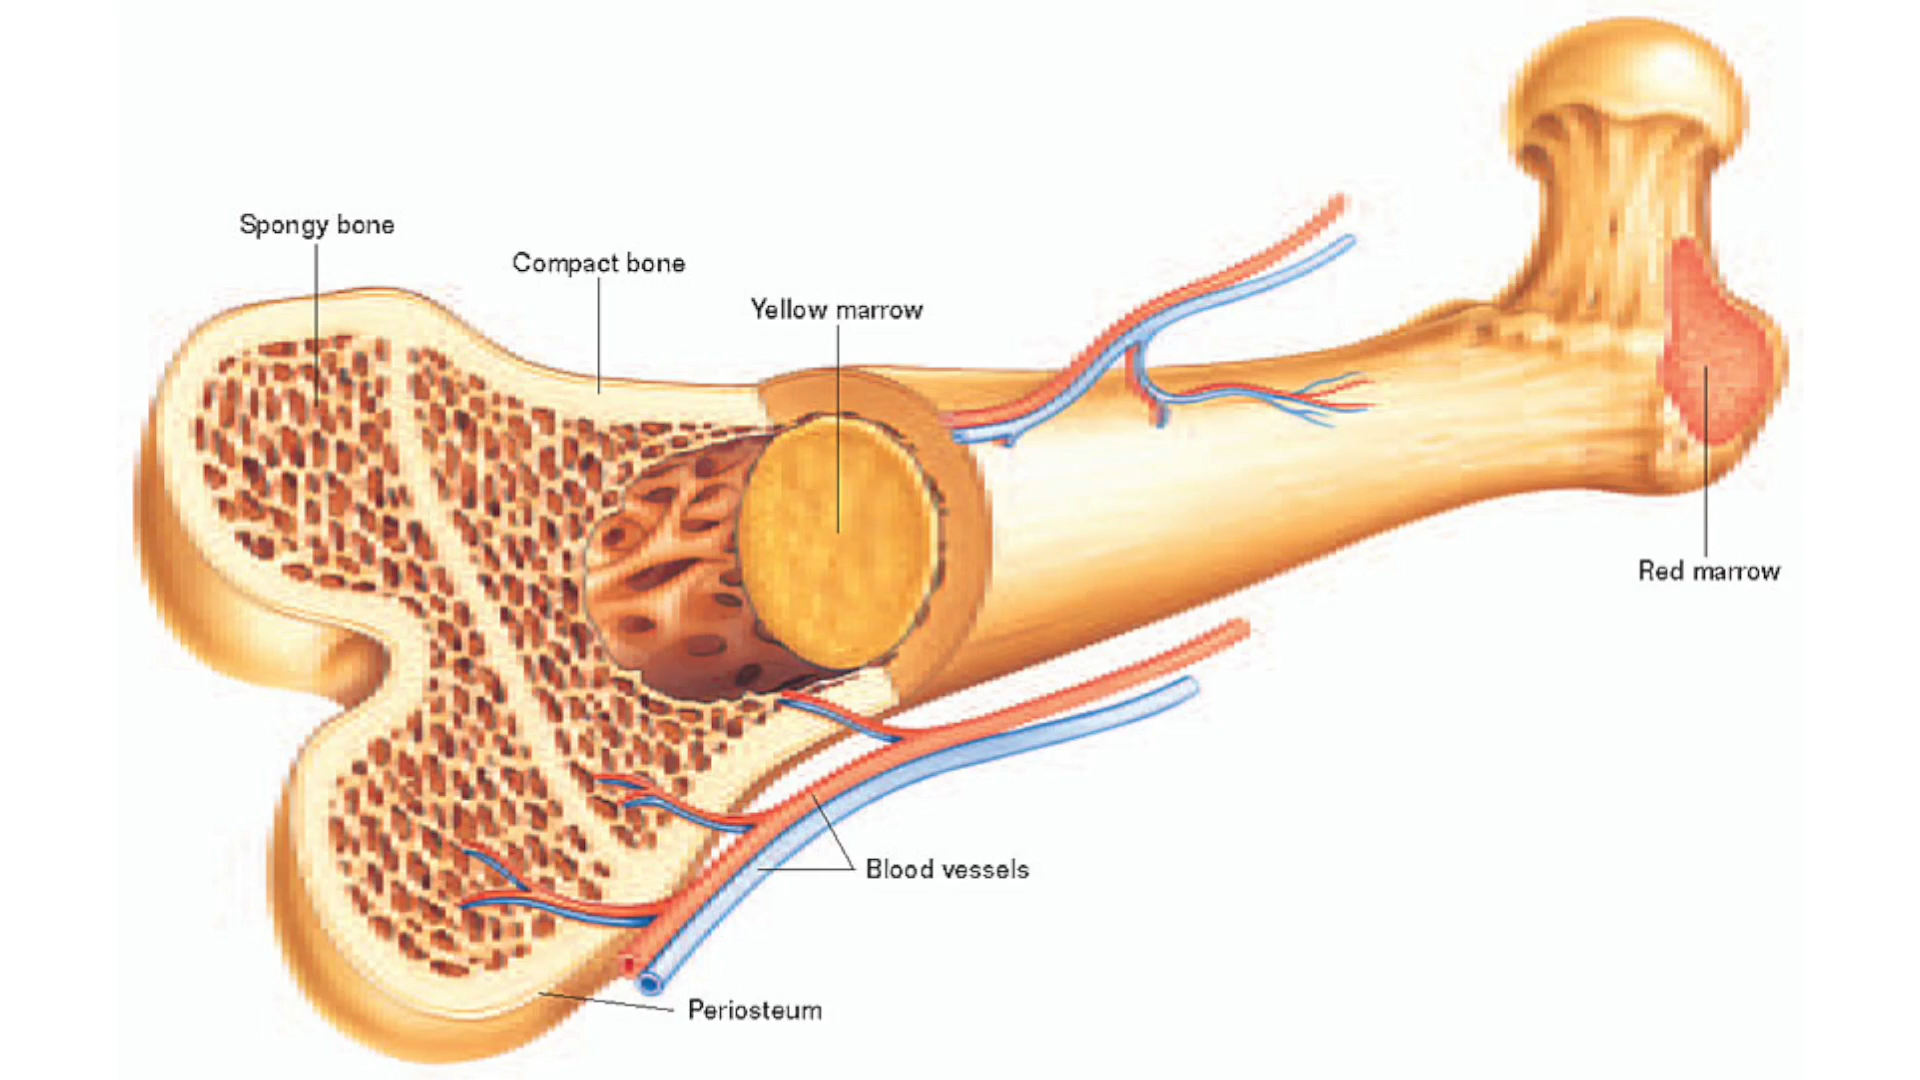 Spongy bone
Compact bone
Yellow marrow
Red marrow
Blood vessels
Periosteum